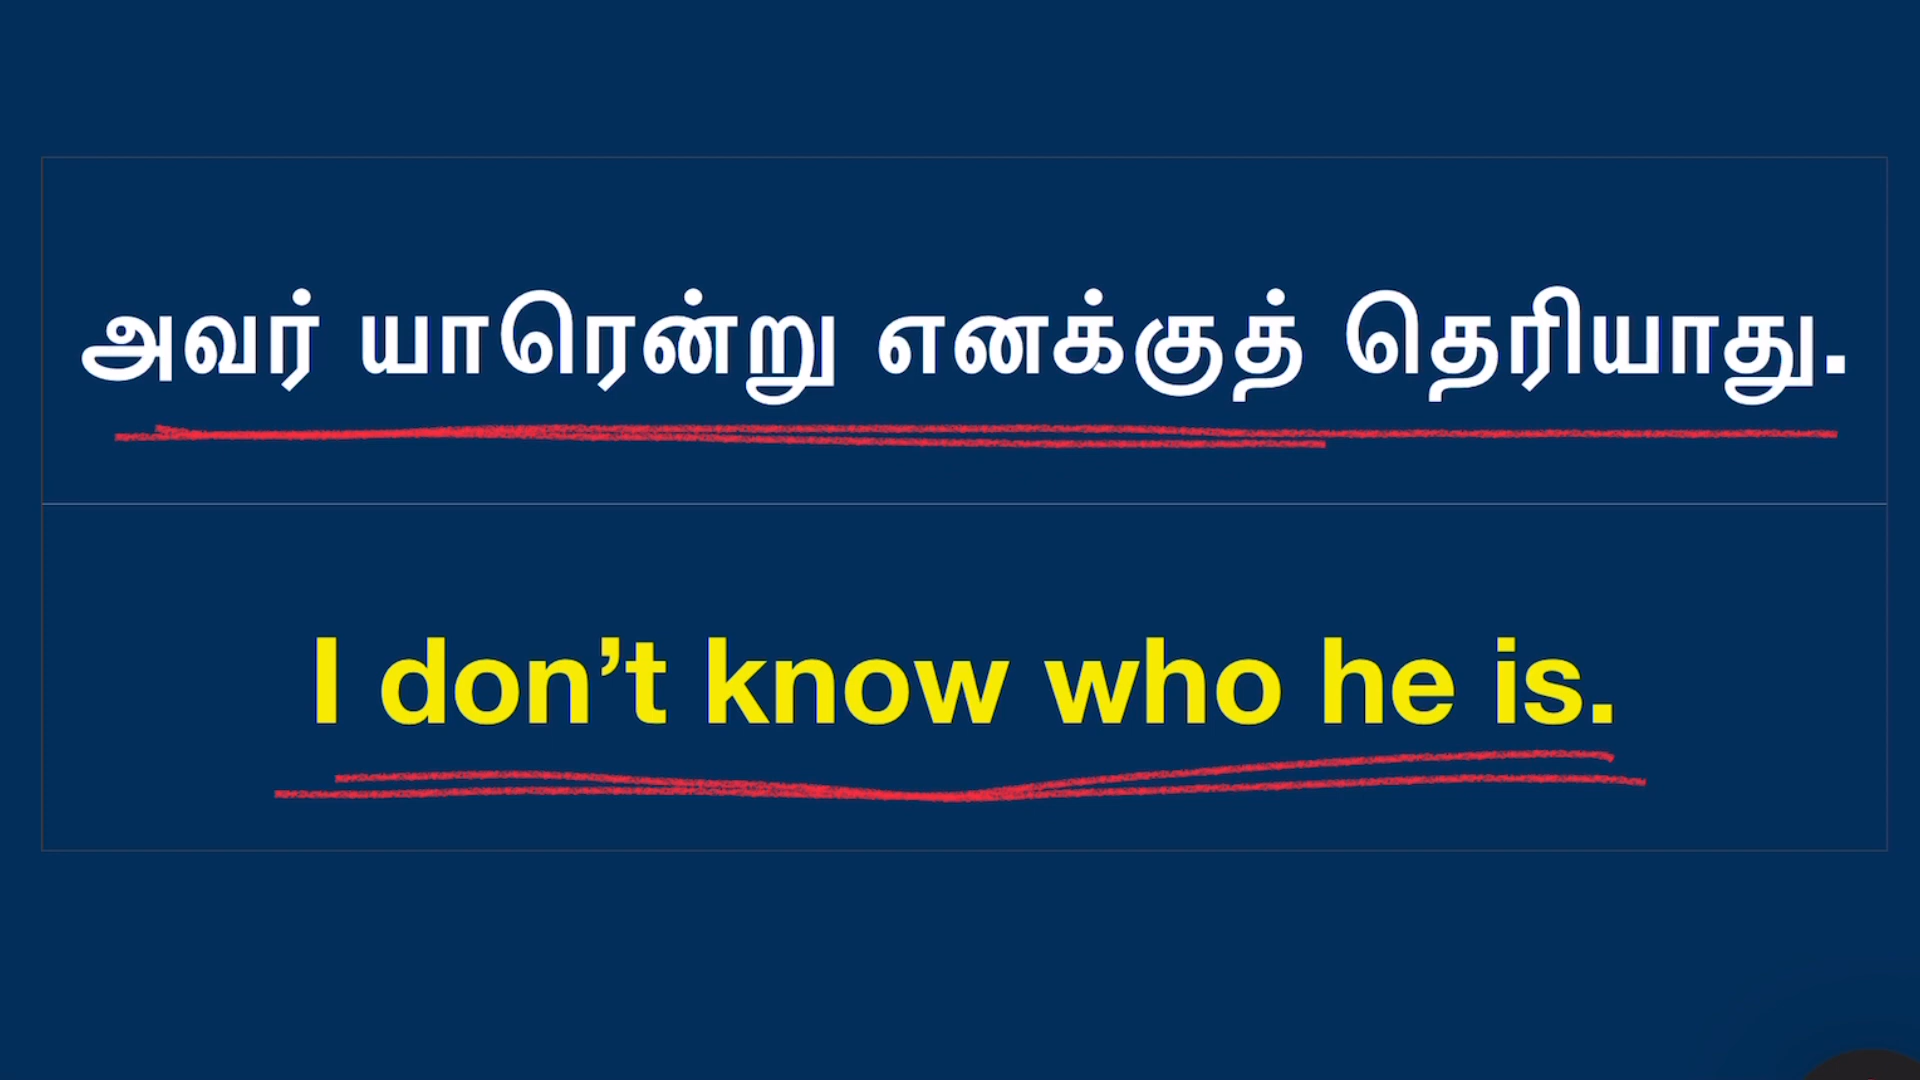 அவர் யாரென்று எனக்குத் தெரியாது.
I don’t know who he is.